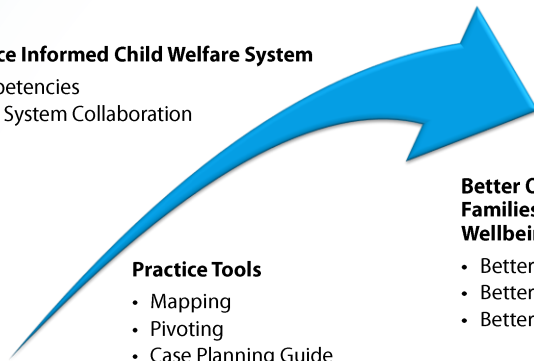 ce Informed Child Welfare System
petencies
System Collaboration
Practice Tools
• Mapping
• Pivoting
• Case Planning Guide
Better
Families
Wellbei
• Better
• Better
• Better